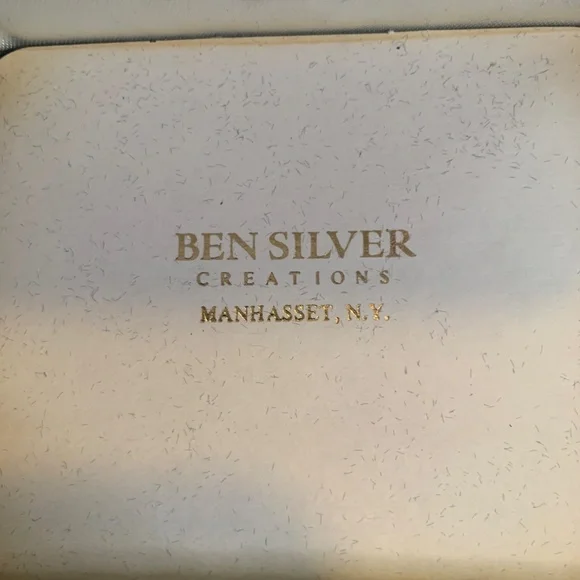 BEN SILVER
CREATIONS
MANHASSET, N.Y.